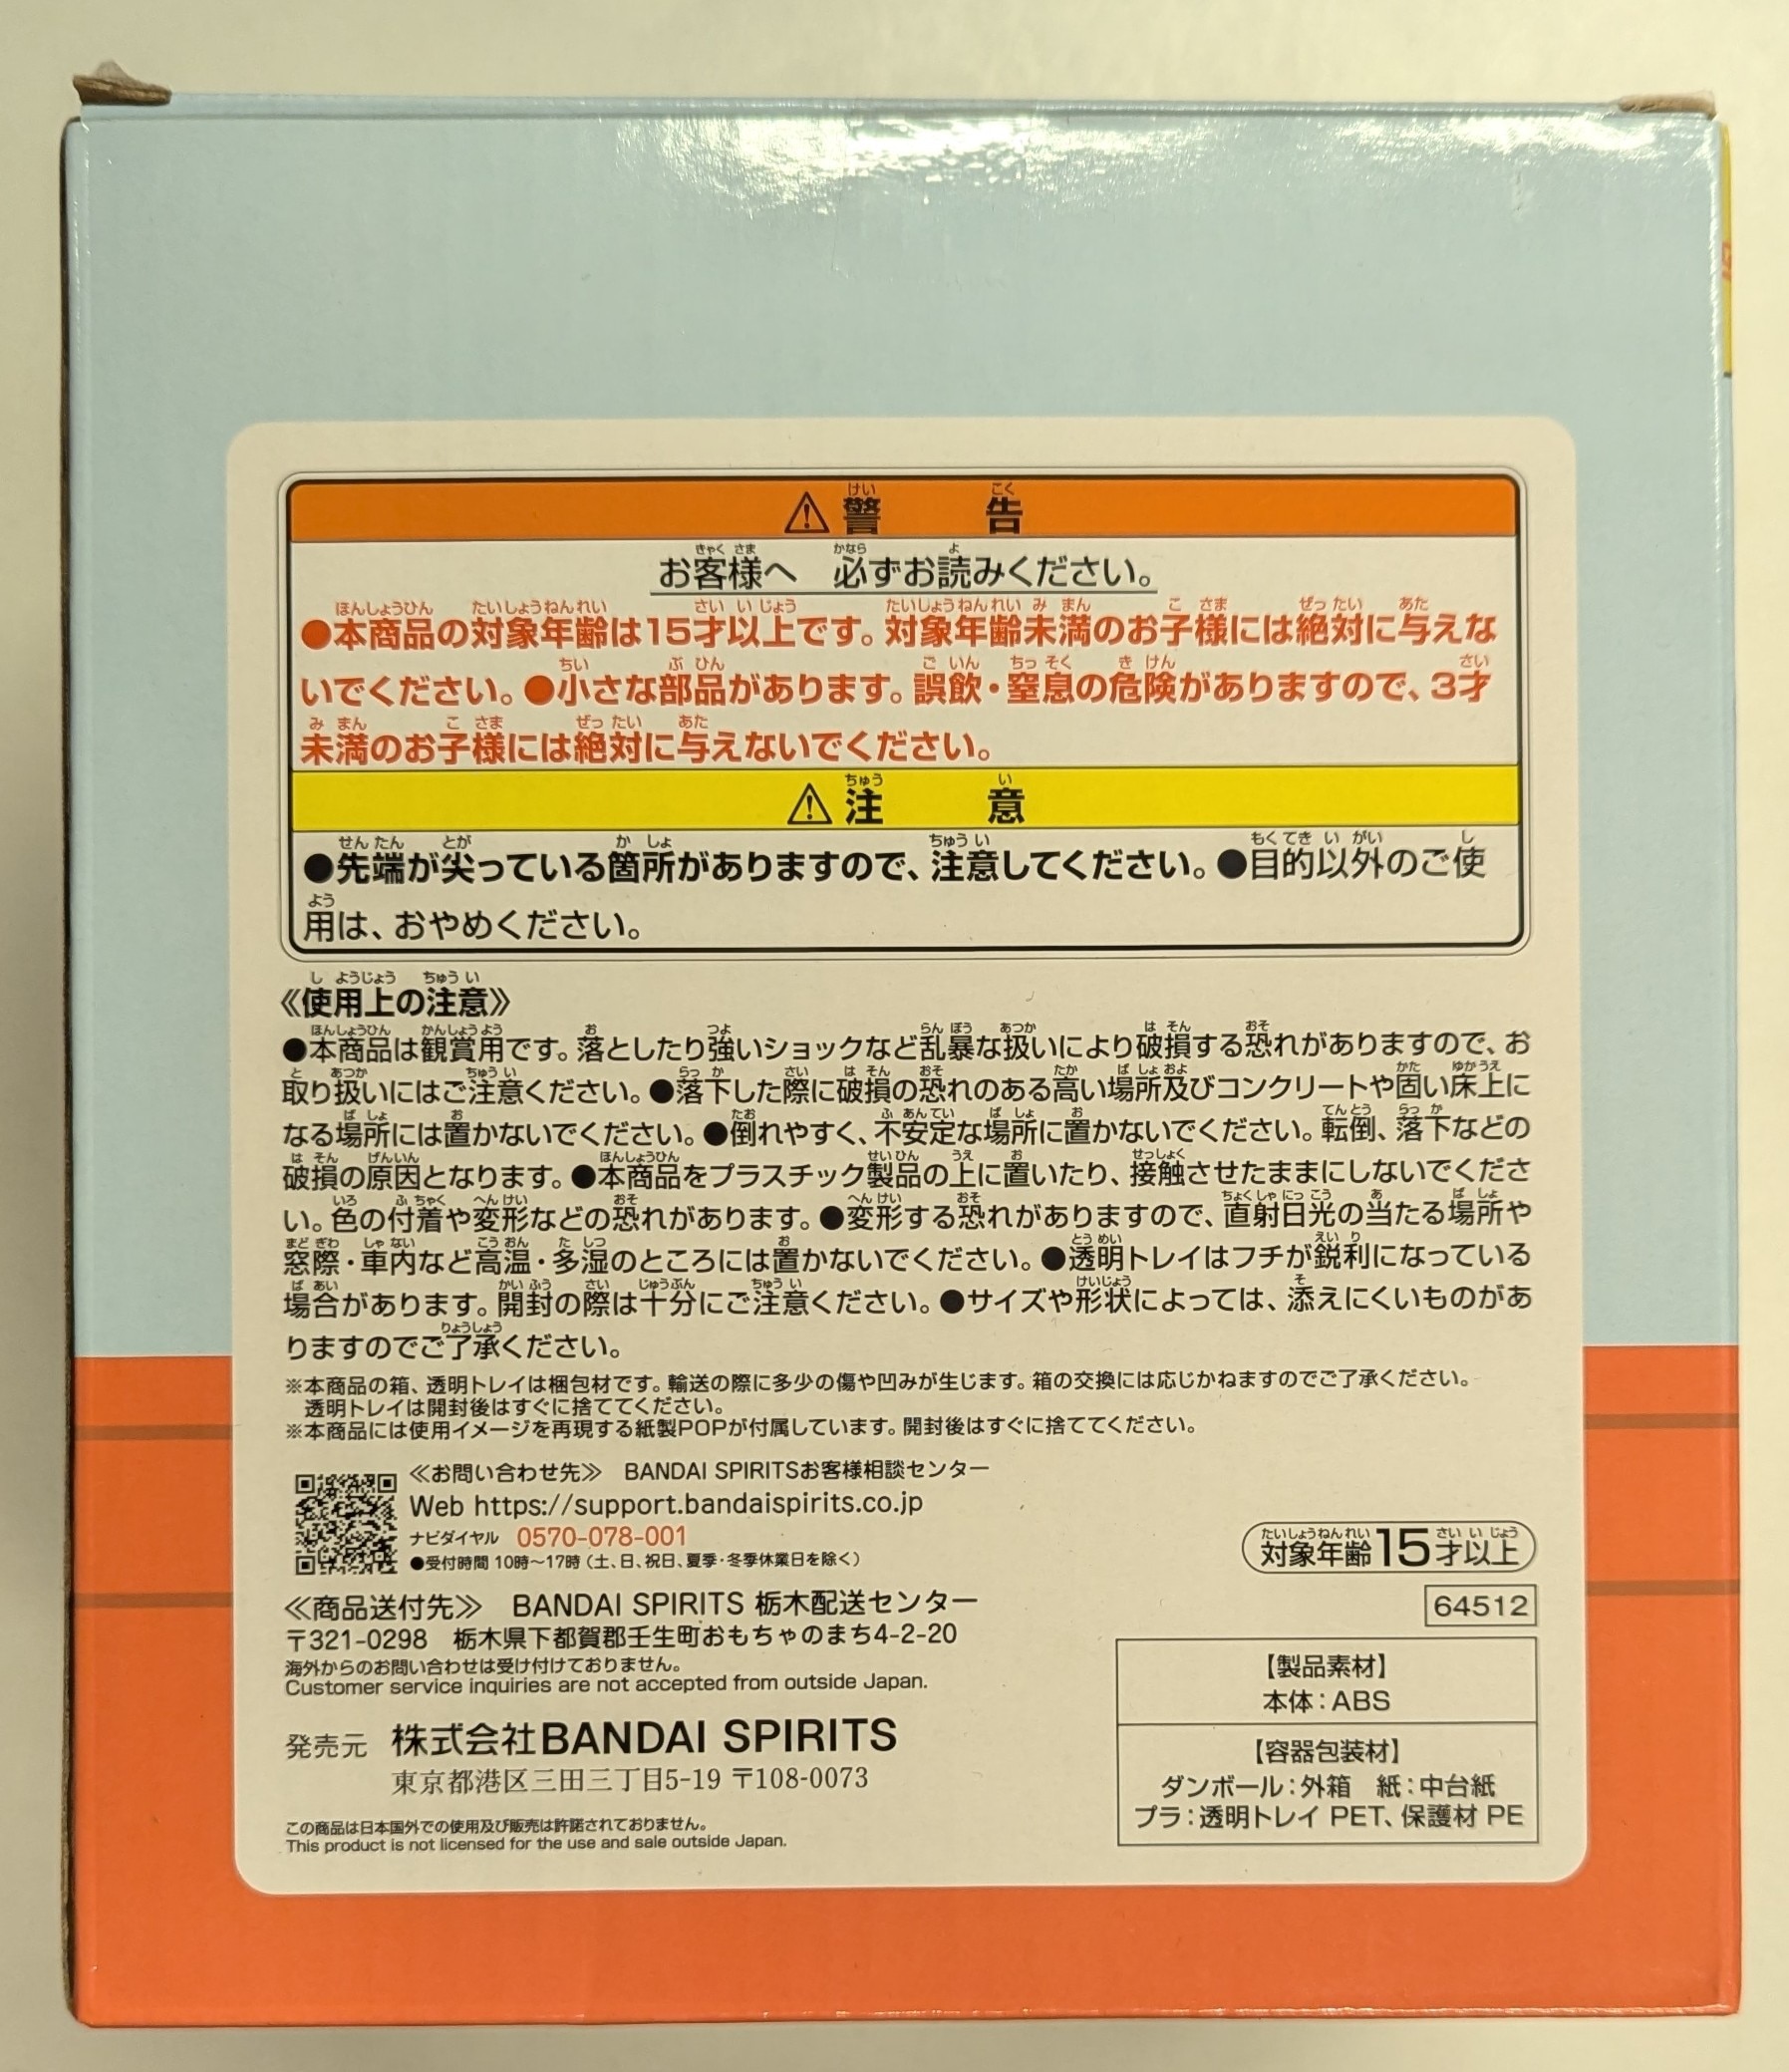 ⚠警告
お客様へ 必ずお読みください。
●本商品の対象年齢は15才以上です。対象年齢未満のお子様には絶対に与えな
いでください。●小さな部品があります。誤飲・窒息の危険がありますので、3才
未満のお子様には絶対に与えないでください。
⚠注意
●先端が尖っている箇所がありますので、注意してください。●目的以外のご使
用は、おやめください。
《使用上の注意》
●本商品は観賞用です。落としたり強いショックなど乱暴な扱いにより破損する恐れがありますので、お
取り扱いにはご注意ください。●落下した際に破損の恐れのある高い場所及びコンクリートや固い床上に
なる場所には置かないでください。●倒れやすく、不安定な場所に置かないでください。転倒、落下などの
破損の原因となります。●本商品をプラスチック製品の上に置いたり、接触させたままにしないでくださ
い。色の付着や変形などの恐れがあります。●変形する恐れがありますので、直射日光の当たる場所や
窓際・車内など高温・多湿のところには置かないでください。●透明トレイはフチが鋭利になっている
場合があります。開封の際は十分にご注意ください。●サイズや形状によっては、添えにくいものがあ
りますのでご了承ください。
※本商品の箱、透明トレイは梱包材です。輸送の際に多少の傷や凹みが生じます。箱の交換には応じかねますのでご了承ください。
透明トレイは開封後はすぐに捨ててください。
※本商品には使用イメージを再現する紙製POPが付属しています。開封後はすぐに捨ててください。
≪お問い合わせ先≫ BANDAI SPIRITSお客様相談センター
Web https://support.bandaispirits.co.jp
ナビダイヤル 0570-078-001
●受付時間 10時〜17時（土、日、祝日、夏季・冬季休業日を除く）
対象年齢15才以上
≪商品送付先≫ BANDAI SPIRITS 栃木配送センター
〒321-0298 栃木県下都賀郡壬生町おもちゃのまち4-2-20
海外からのお問い合わせは受け付けておりません。
Customer service inquiries are not accepted from outside Japan.
64512
【製品素材】
本体：ABS
【容器包装材】
ダンボール：外箱 紙：中台紙
プラ：透明トレイ PET、保護材 PE
発売元 株式会社BANDAI SPIRITS
東京都港区三田三丁目5-19 〒108-0073
この商品は日本国外での使用及び販売は許諾されておりません。
This product is not licensed for the use and sale outside Japan.